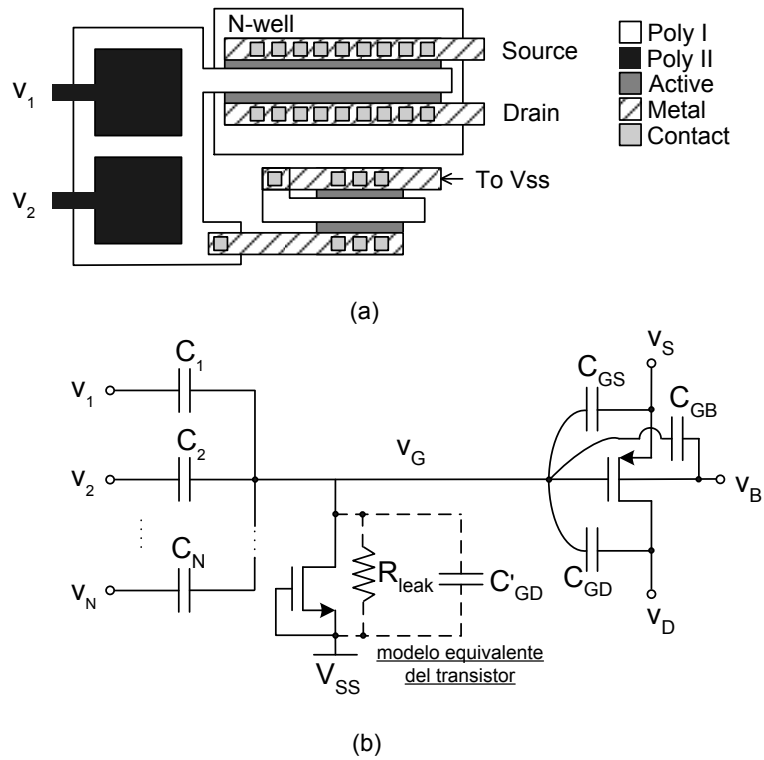 N-well
Source
Drain
To Vss
v1
v2
Poly I
Poly II
Active
Metal
Contact
(a)
v1
C1
v2
C2
vN
CN
vG
Rleak
C'GD
VSS
modelo equivalente
del transistor
vS
CGS
CGB
vB
CGD
vD
(b)